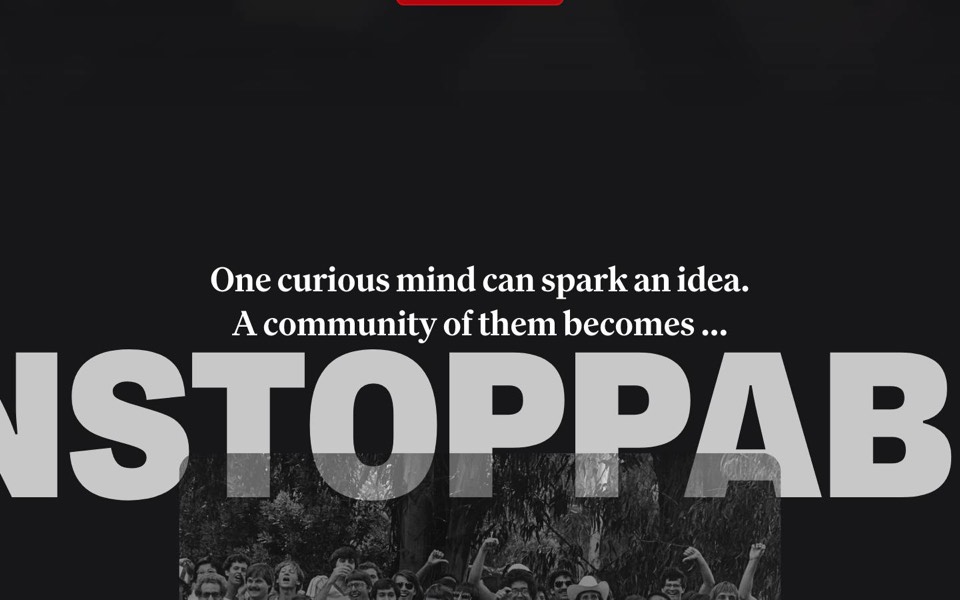 One curious mind can spark an idea.
A community of them becomes ...
NSTOPPAB